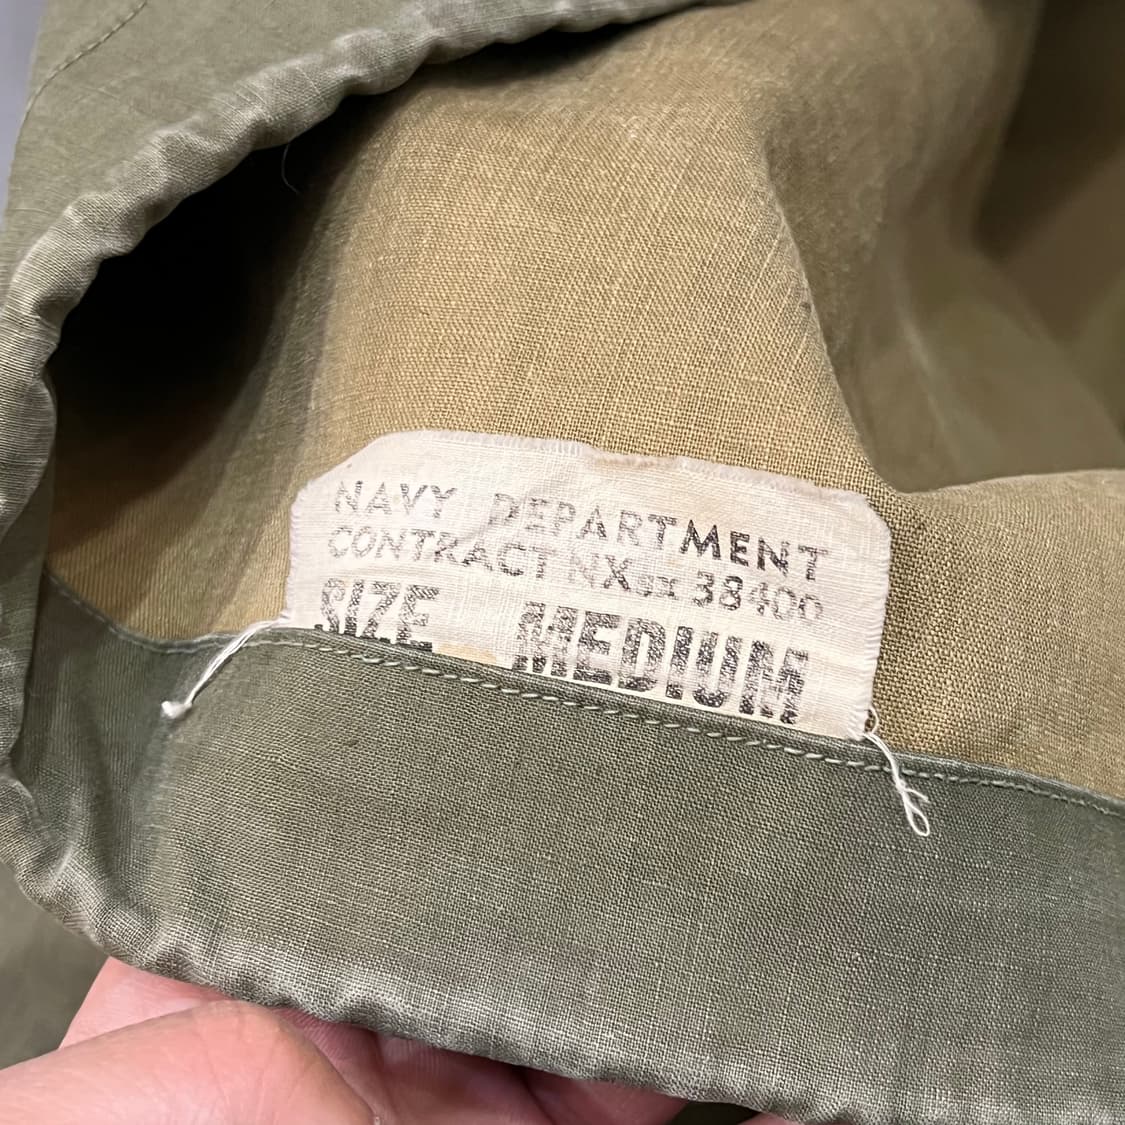 NAVY DEPARTMENT
CONTRACT NXsx 38400
SIZE MEDIUM